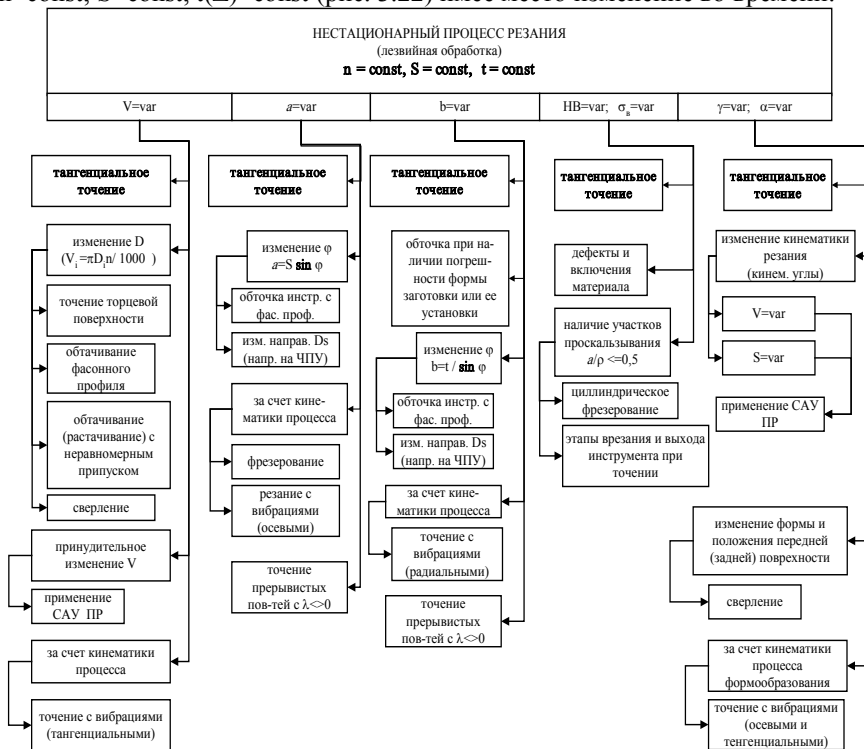 НЕСТАЦИОНАРНЫЙ ПРОЦЕСС РЕЗАНИЯ
(лезвийная обработка)
n = const, S = const, t = const
V=var
a=var
b=var
HB=var; σв=var
γ=var; α=var
тангенциальное
точение
изменение D
(Vi =πDin/ 1000 )
точение торцевой
поверхности
обтачивание
фасонного
профиля
обтачивание
(растачивание) с
неравномерным
припуском
сверление
принудительное
изменение V
применение
САУ ПР
за счет кинематики
процесса
точение с вибрациями
(тангенциальными)
тангенциальное
точение
изменение φ
a=S sin φ
обточка инстр. с
фас. проф.
изм. направ. Ds
(напр. на ЧПУ)
за счет кине-
матики процесса
фрезерование
резание с
вибрациями
(осевыми)
точение
прерывистых
пов-тей с λ<>0
тангенциальное
точение
обточка при на-
личии погреш-
ности формы
заготовки или ее
установки
изменение φ
b=t / sin φ
обточка инстр. с
фас. проф.
изм. направ. Ds
(напр. на ЧПУ)
за счет кине-
матики процесса
точение с
вибрациями
(радиальными)
точение
прерывистых
пов-тей с λ<>0
тангенциальное
точение
дефекты и
включения
материала
наличие участков
проскальзывания
a/ρ <=0,5
циллиндрическое
фрезерование
этапы врезания и выхода
инструмента при
точении
тангенциальное
точение
изменение кинематики
резания
(кинем. углы)
V=var
S=var
применение САУ
ПР
изменение формы и
положения передней
(задней) поврехности
сверление
за счет кинематики
процесса
формообразования
точение с вибрациями
(осевыми и
тенгенциальными)